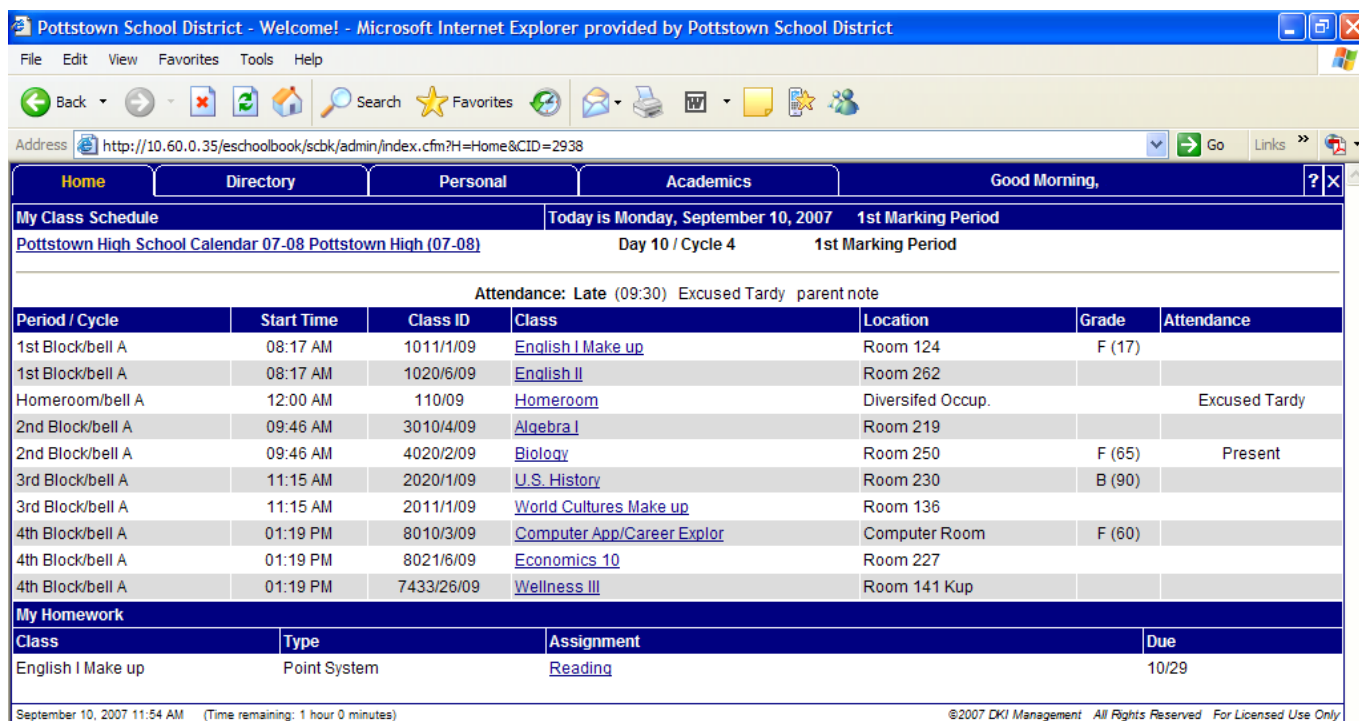 Pottstown School District - Welcome! - Microsoft Internet Explorer provided by Pottstown School District
File Edit View Favorites Tools Help
Back Search Favorites
Address http://10.60.0.35/eschoolbook/scbk/admin/index.cfm?H=Home&CID=2938 Go Links »
Home Directory Personal Academics Good Morning, ? X
My Class Schedule Today is Monday, September 10, 2007 1st Marking Period
Pottstown High School Calendar 07-08 Pottstown High (07-08) Day 10 / Cycle 4 1st Marking Period
Attendance: Late (09:30) Excused Tardy parent note
Period / Cycle Start Time Class ID Class Location Grade Attendance
1st Block/bell A 08:17 AM 1011/1/09 English I Make up Room 124 F (17)
1st Block/bell A 08:17 AM 1020/6/09 English II Room 262
Homeroom/bell A 12:00 AM 110/09 Homeroom Diversifed Occup. Excused Tardy
2nd Block/bell A 09:46 AM 3010/4/09 Algebra I Room 219
2nd Block/bell A 09:46 AM 4020/2/09 Biology Room 250 F (65) Present
3rd Block/bell A 11:15 AM 2020/1/09 U.S. History Room 230 B (90)
3rd Block/bell A 11:15 AM 2011/1/09 World Cultures Make up Room 136
4th Block/bell A 01:19 PM 8010/3/09 Computer App/Career Explor Computer Room F (60)
4th Block/bell A 01:19 PM 8021/6/09 Economics 10 Room 227
4th Block/bell A 01:19 PM 7433/26/09 Wellness III Room 141 Kup
My Homework
Class Type Assignment Due
English I Make up Point System Reading 10/29
September 10, 2007 11:54 AM (Time remaining: 1 hour 0 minutes) ©2007 DKI Management All Rights Reserved For Licensed Use Only